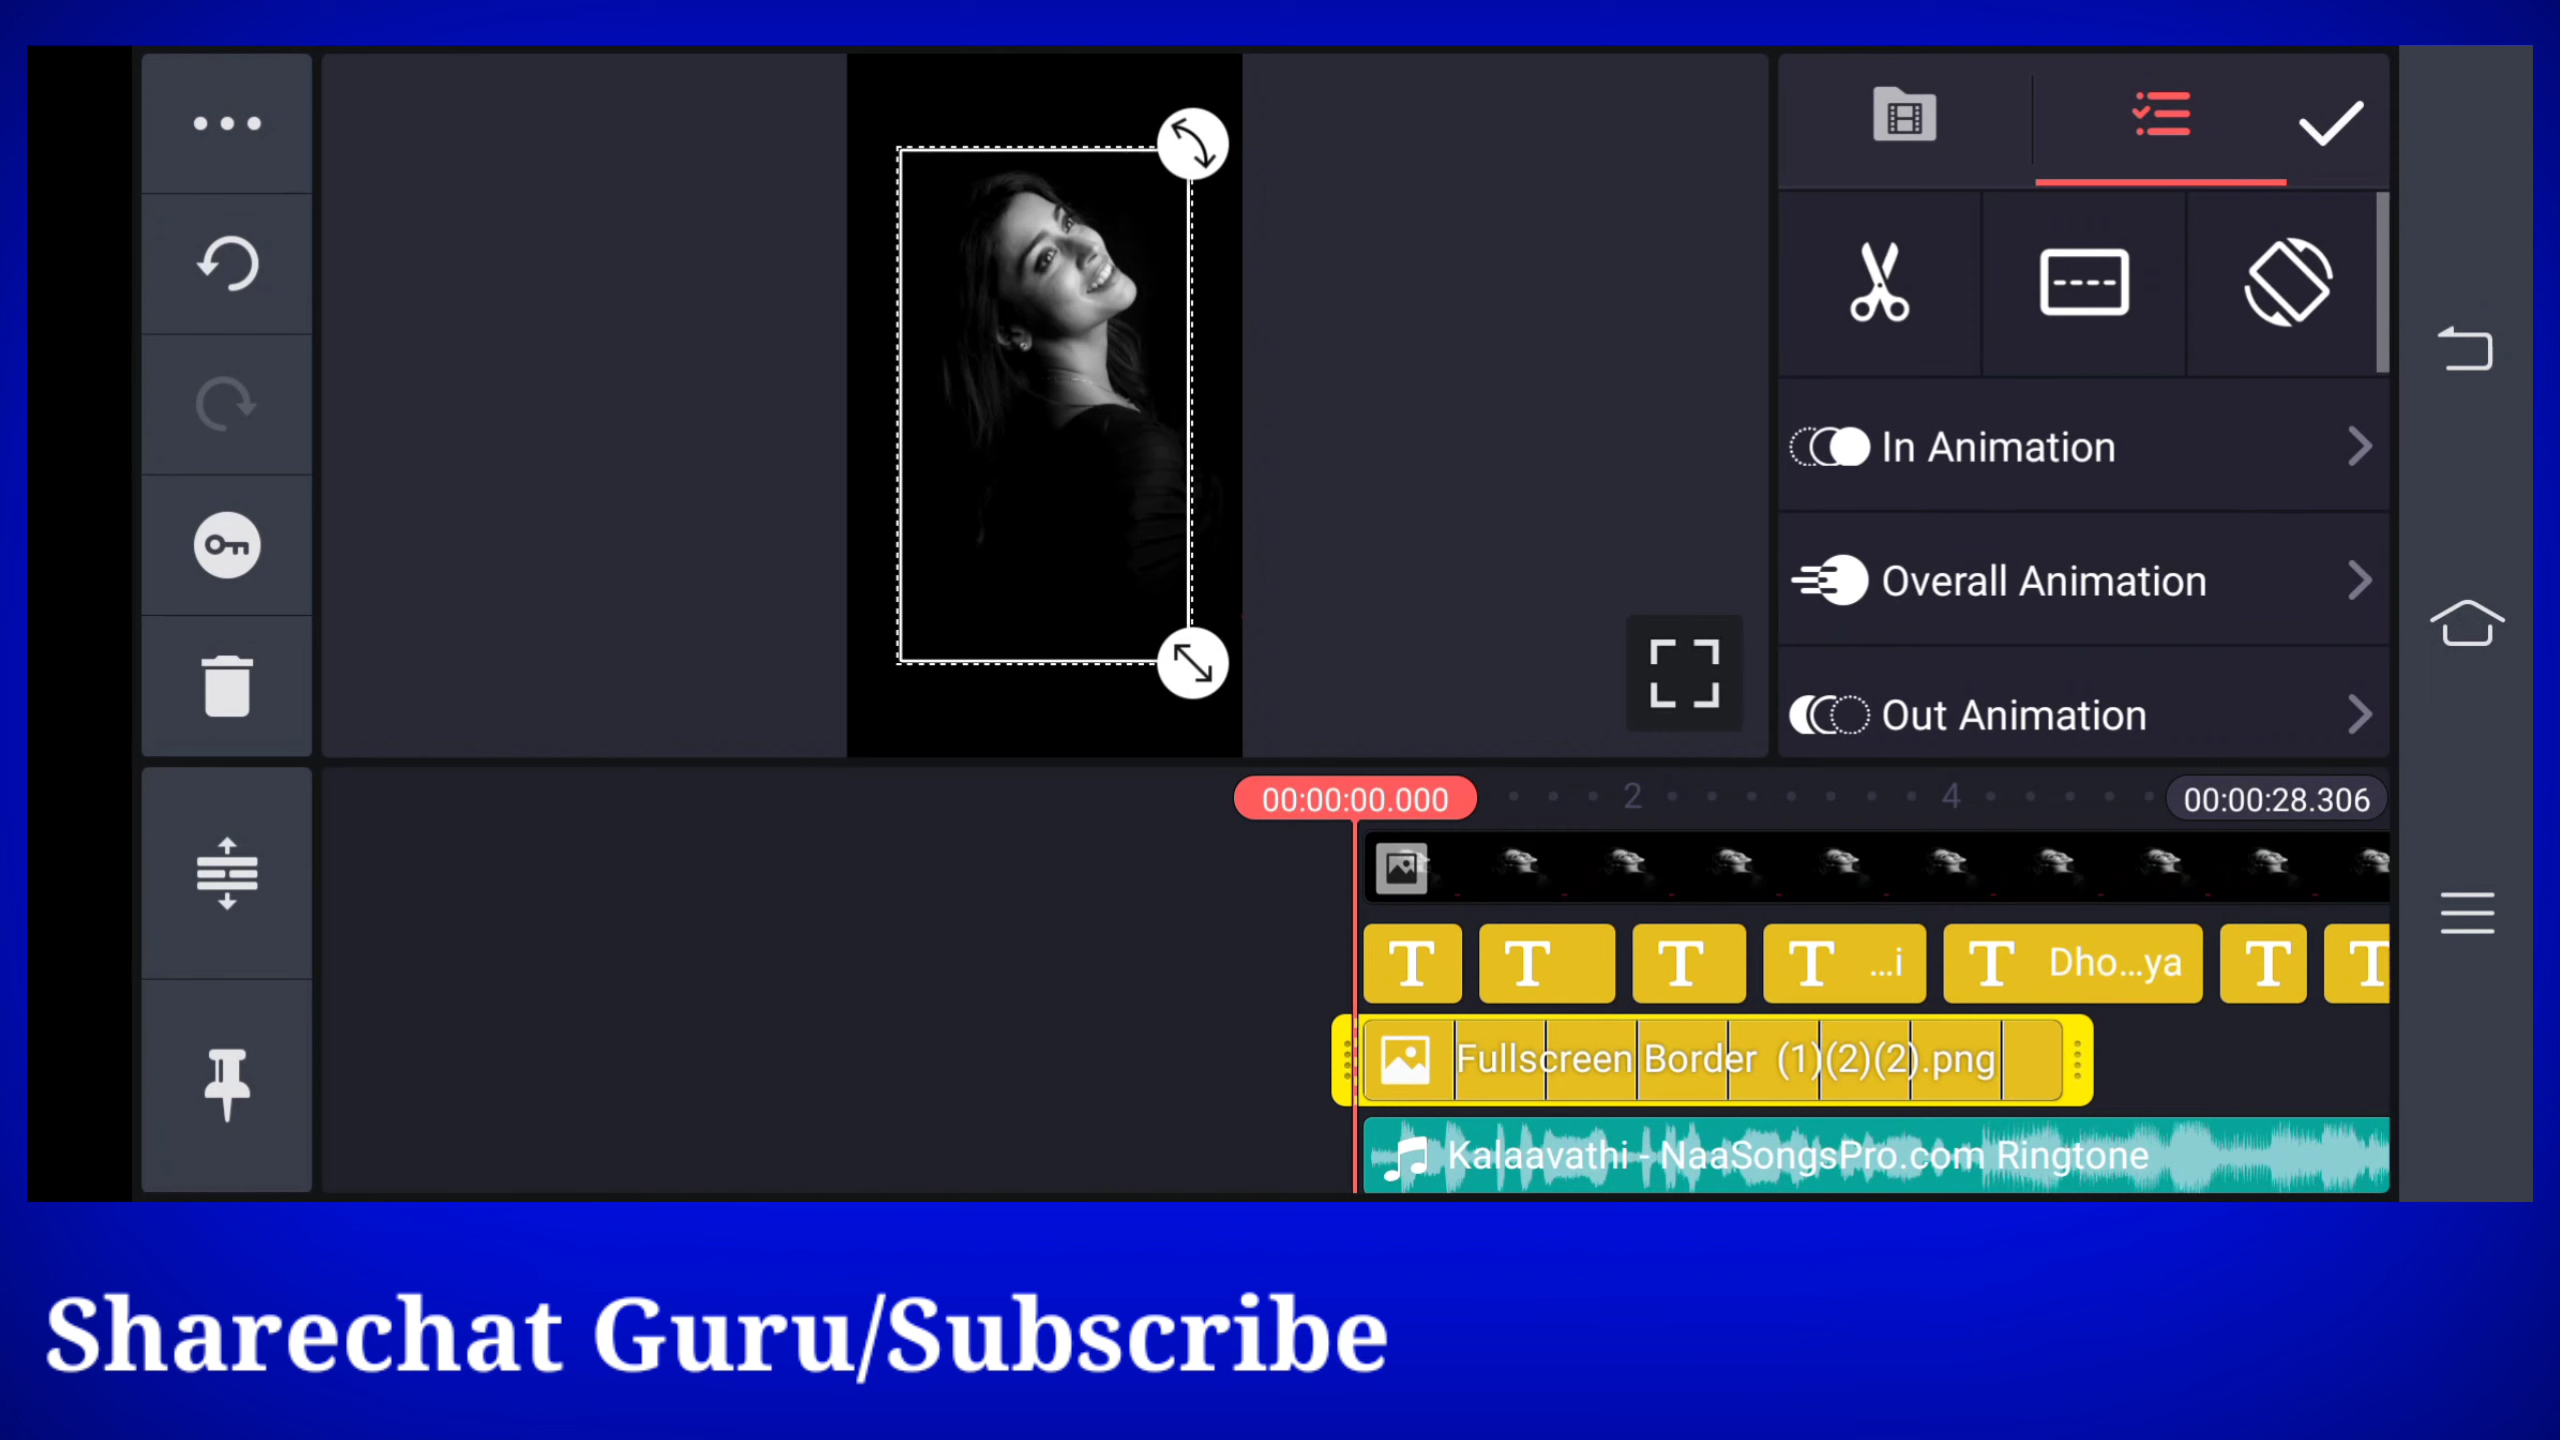 In Animation
Overall Animation
Out Animation
00:00:00.000
2
4
00:00:28.306
T
T
T
T ...i
T Dho...ya
T
T
Fullscreen Border (1)(2)(2).png
Kalaavathi - NaaSongsPro.com Ringtone
Sharechat Guru/Subscribe